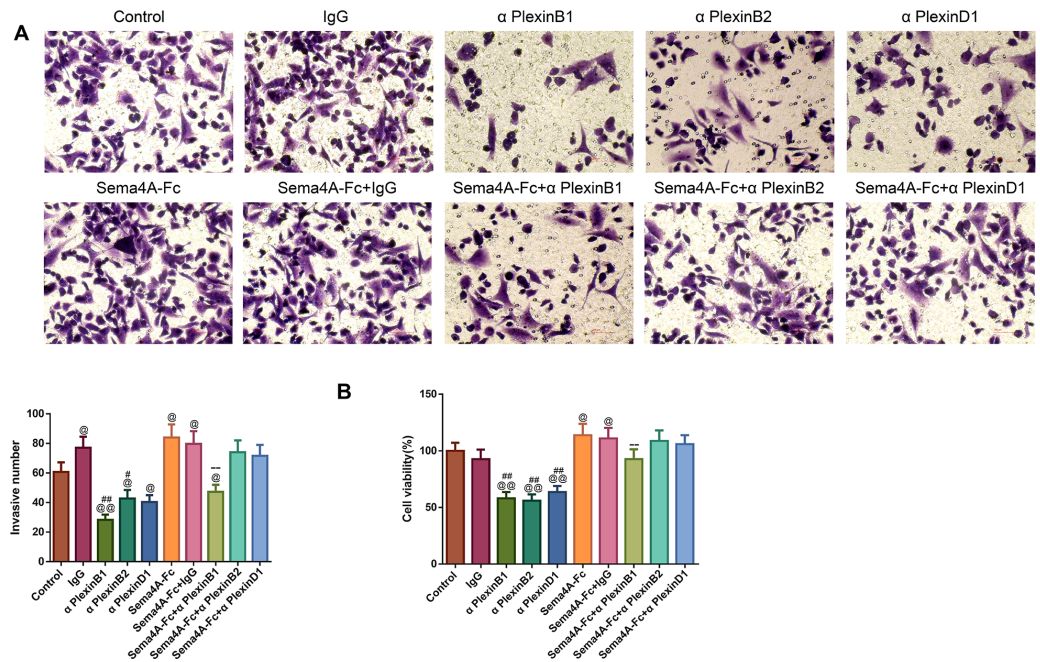 A
Control IgG α PlexinB1 α PlexinB2 α PlexinD1
Sema4A-Fc Sema4A-Fc+IgG Sema4A-Fc+α PlexinB1 Sema4A-Fc+α PlexinB2 Sema4A-Fc+α PlexinD1
Invasive number
100
80
60
40
20
0
@
##
@@
#
@
@
@
@
--
@
Control
IgG
α PlexinB1
α PlexinB2
α PlexinD1
Sema4A-Fc
Sema4A-Fc+IgG
Sema4A-Fc+α PlexinB1
Sema4A-Fc+α PlexinB2
Sema4A-Fc+α PlexinD1
B
Cell viability(%)
150
100
50
0
##
@@
##
@@
##
@@
@
@
--
Control
IgG
α PlexinB1
α PlexinB2
α PlexinD1
Sema4A-Fc
Sema4A-Fc+IgG
Sema4A-Fc+α PlexinB1
Sema4A-Fc+α PlexinB2
Sema4A-Fc+α PlexinD1